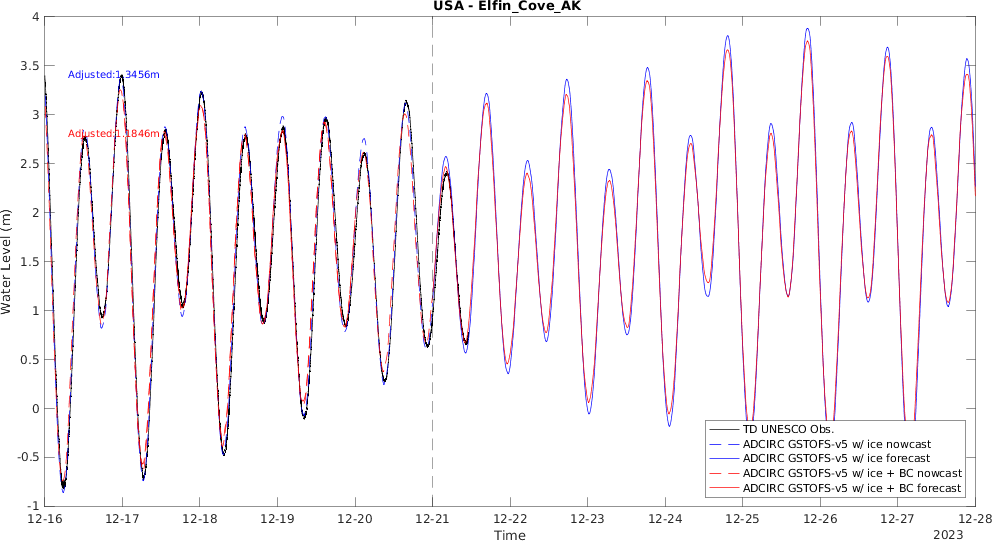 USA - Elfin_Cove_AK
Water Level (m)
4
3.5
3
2.5
2
1.5
1
0.5
0
-0.5
-1
Adjusted:1.3456m
Adjusted:1.1846m
TD UNESCO Obs.
ADCIRC GSTOFS-v5 w/ ice nowcast
ADCIRC GSTOFS-v5 w/ ice forecast
ADCIRC GSTOFS-v5 w/ ice + BC nowcast
ADCIRC GSTOFS-v5 w/ ice + BC forecast
12-16 12-17 12-18 12-19 12-20 12-21 12-22 12-23 12-24 12-25 12-26 12-27 12-28
Time
2023